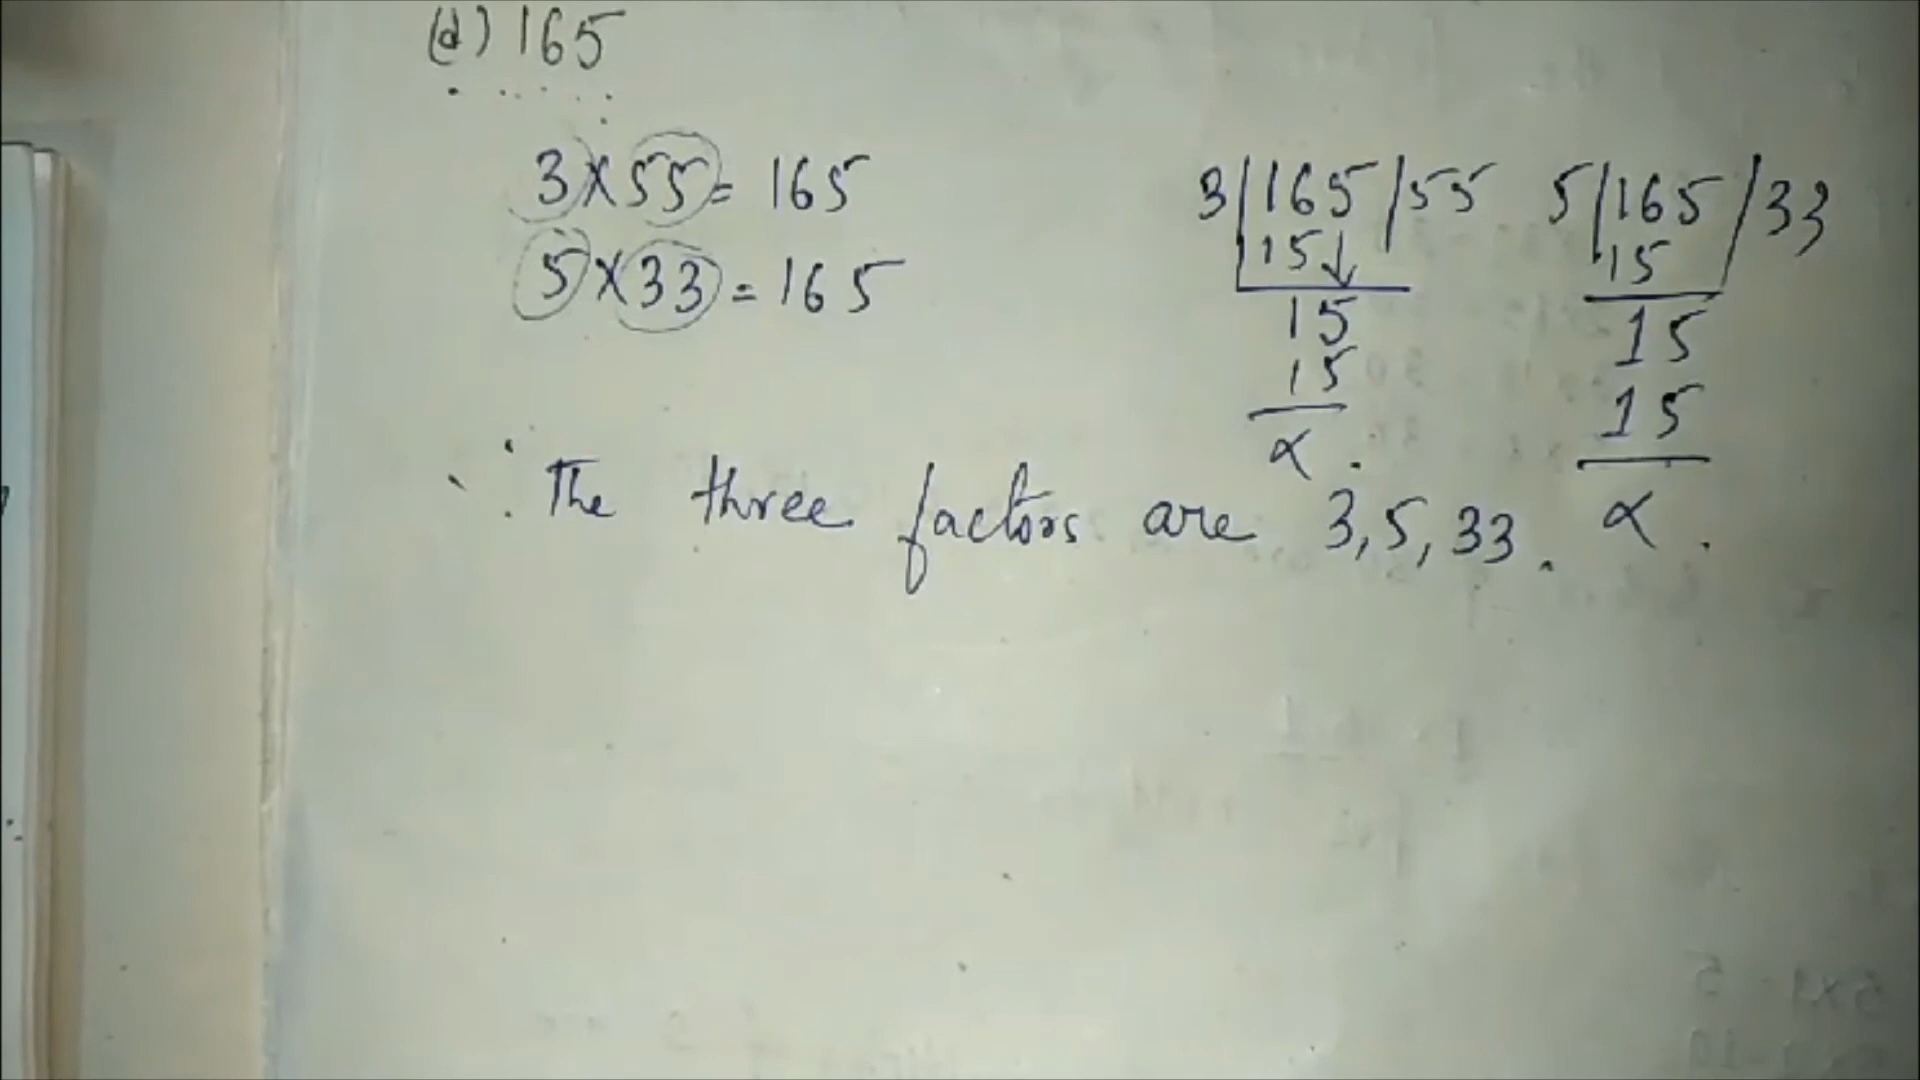 (d) 165
3×55= 165
5×33=165
3 165 55
15↓
15
15
×
5 165 33
15
15
15
×
∴ The three factors are 3,5,33.